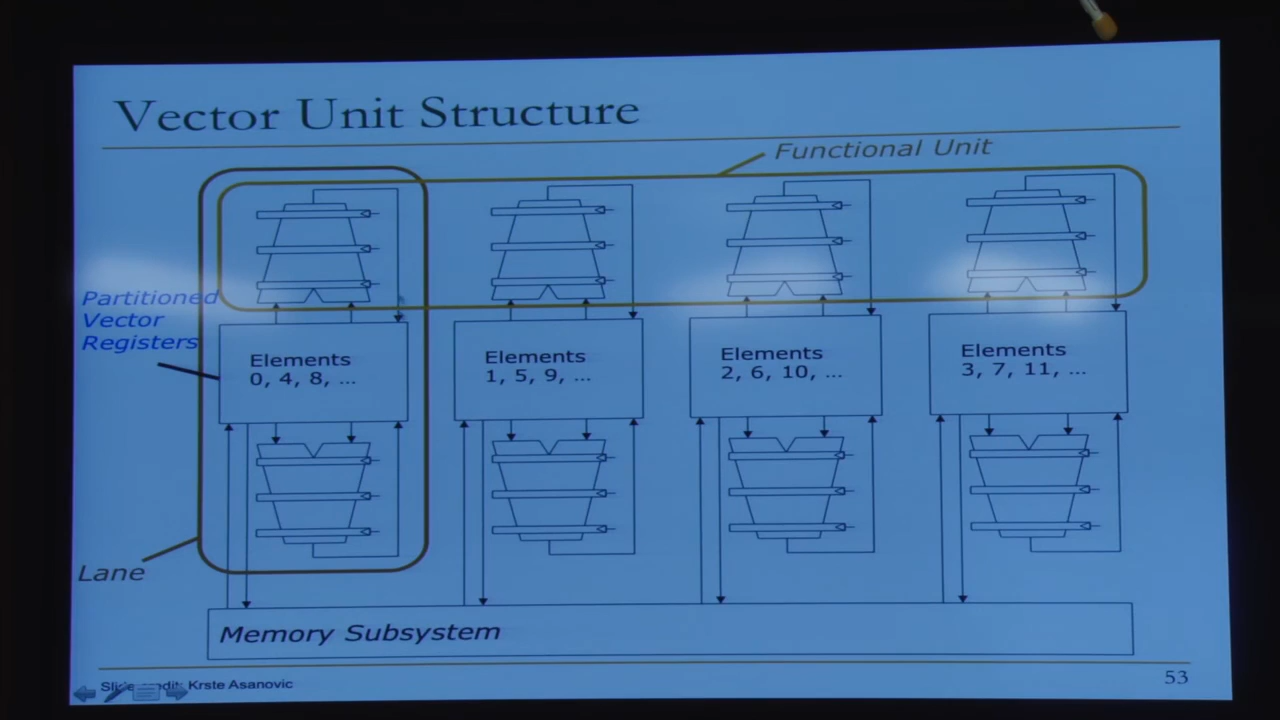 Vector Unit Structure
Functional Unit
Partitioned
Vector
Registers
Elements
0, 4, 8, ...
Elements
1, 5, 9, ...
Elements
2, 6, 10, ...
Elements
3, 7, 11, ...
Lane
Memory Subsystem
Krste Asanovic
53